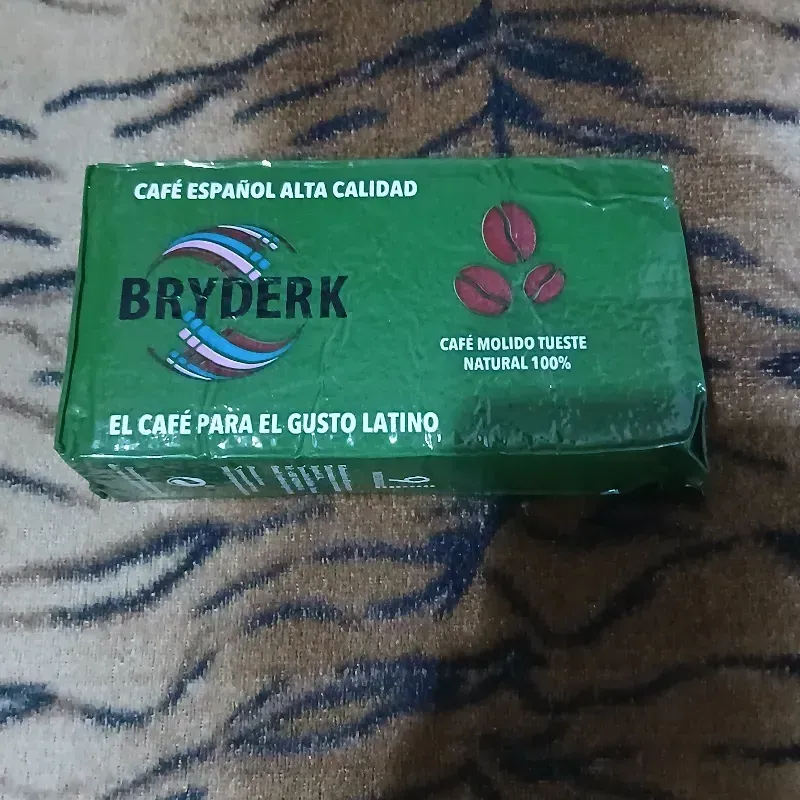 CAFÉ ESPAÑOL ALTA CALIDAD
BRYDERK
CAFÉ MOLIDO TUESTE
NATURAL 100%
EL CAFÉ PARA EL GUSTO LATINO